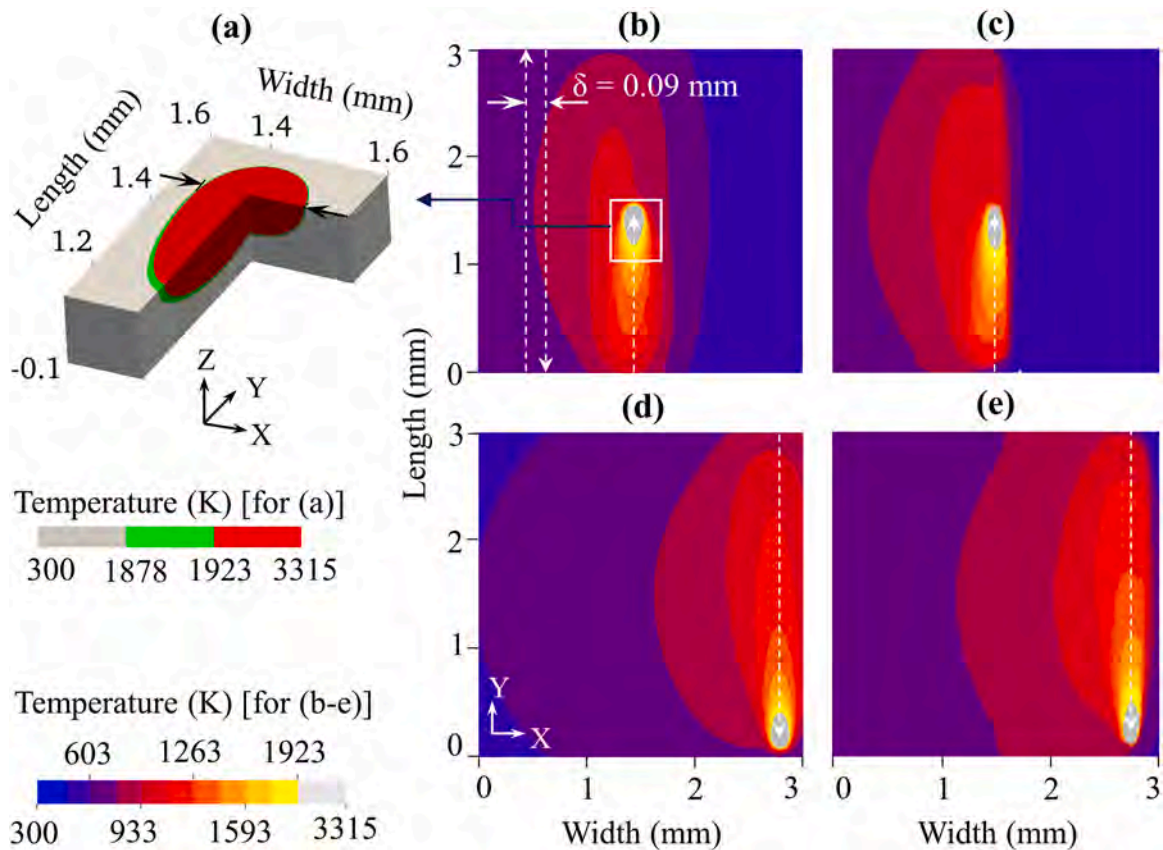 (a)
Width (mm)
Length (mm)
1.6
1.4
1.6
1.4
1.2
-0.1
Z
Y
X
Temperature (K) [for (a)]
300 1878 1923 3315
Temperature (K) [for (b-e)]
603 1263 1923
300 933 1593 3315
(b)
(c)
3
δ = 0.09 mm
2
1
0
Length (mm)
(d)
(e)
3
2
1
0
Y
X
0 1 2 3
0 1 2 3
Width (mm)
Width (mm)